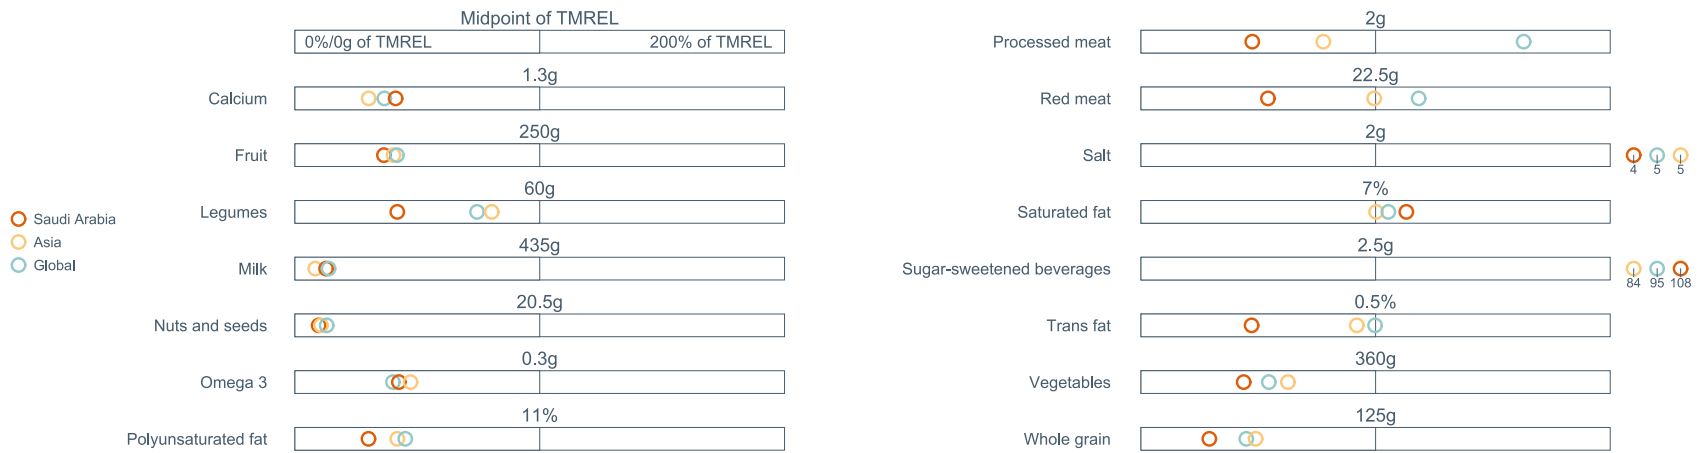 Midpoint of TMREL
0%/0g of TMREL 200% of TMREL
1.3g
Calcium
250g
Fruit
60g
Legumes
435g
Milk
20.5g
Nuts and seeds
0.3g
Omega 3
11%
Polyunsaturated fat
Saudi Arabia
Asia
Global
2g
Processed meat
22.5g
Red meat
2g
Salt
4 5 5
7%
Saturated fat
2.5g
Sugar-sweetened beverages
84 95 108
0.5%
Trans fat
360g
Vegetables
125g
Whole grain